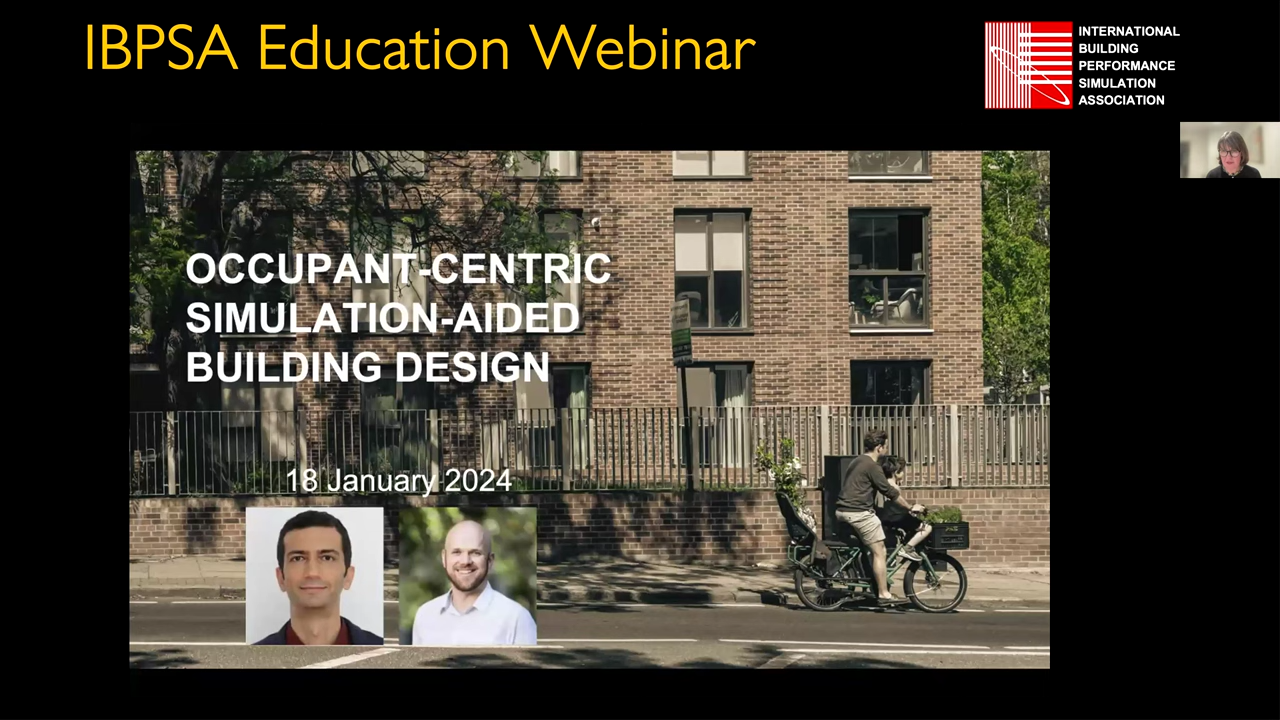 IBPSA Education Webinar
INTERNATIONAL
BUILDING
PERFORMANCE
SIMULATION
ASSOCIATION
OCCUPANT-CENTRIC
SIMULATION-AIDED
BUILDING DESIGN
18 January 2024